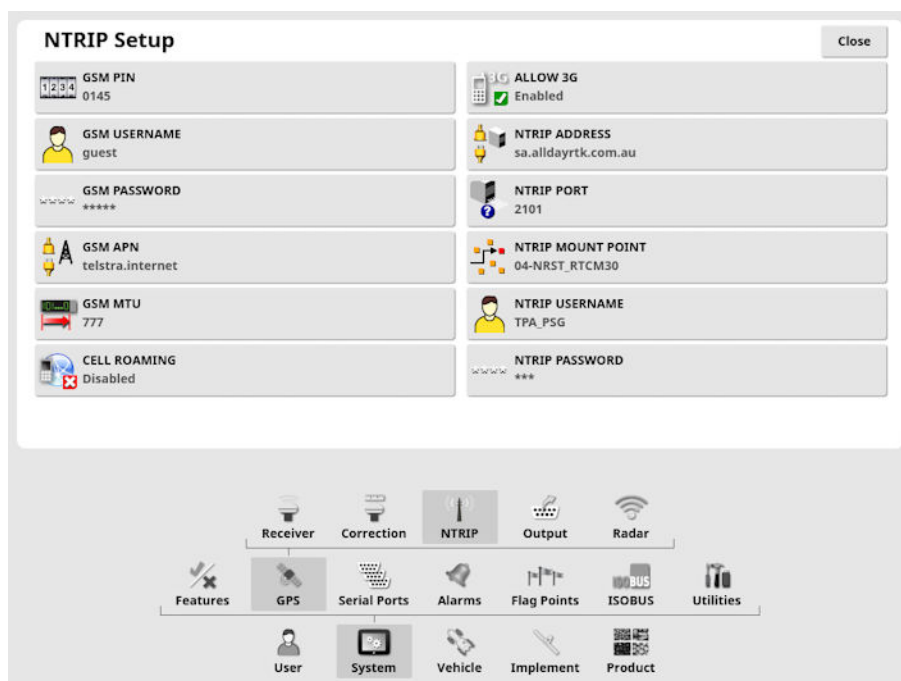 NTRIP Setup
Close
GSM PIN
0145
GSM USERNAME
guest
GSM PASSWORD
*****
GSM APN
telstra.internet
GSM MTU
777
CELL ROAMING
Disabled
ALLOW 3G
Enabled
NTRIP ADDRESS
sa.alldayrtk.com.au
NTRIP PORT
2101
NTRIP MOUNT POINT
04-NRST_RTCM30
NTRIP USERNAME
TPA_PSG
NTRIP PASSWORD
***
1234
3G
Receiver Correction NTRIP Output Radar
BUS
Features GPS Serial Ports Alarms Flag Points ISOBUS Utilities
User System Vehicle Implement Product